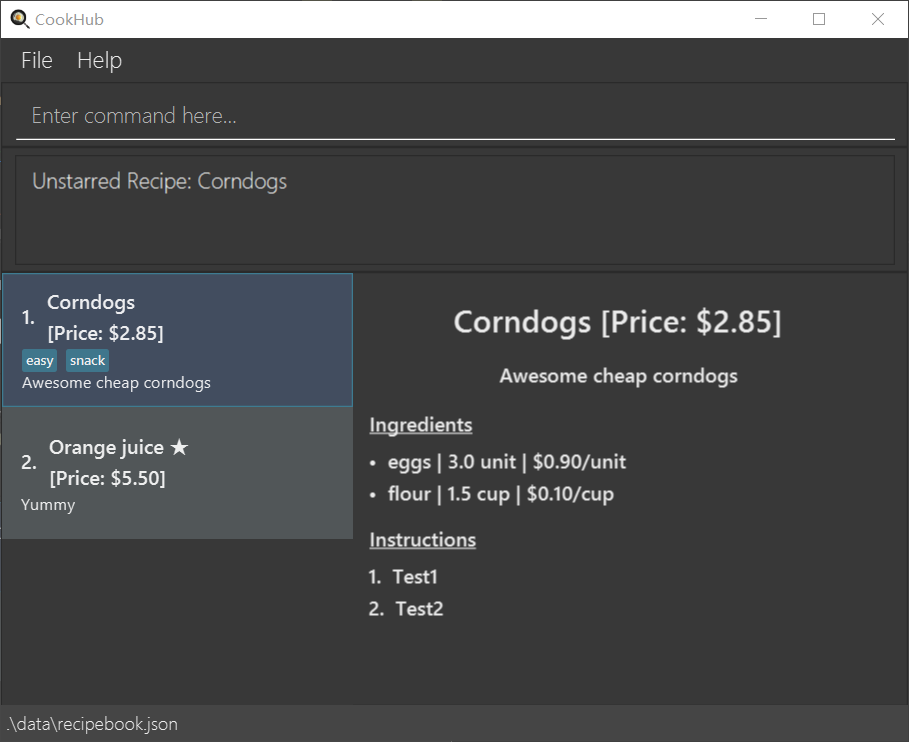 CookHub
File Help
Enter command here...
Unstarred Recipe: Corndogs
1. Corndogs
[Price: $2.85]
easy snack
Awesome cheap corndogs
2. Orange juice ★
[Price: $5.50]
Yummy
Corndogs [Price: $2.85]
Awesome cheap corndogs
Ingredients
• eggs | 3.0 unit | $0.90/unit
• flour | 1.5 cup | $0.10/cup
Instructions
1. Test1
2. Test2
.\data\recipebook.json